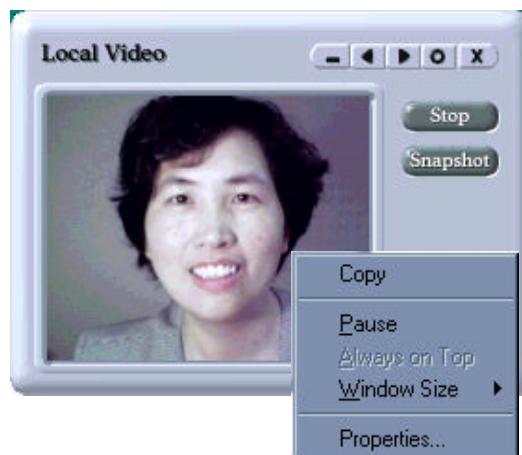 Local Video
Stop
Snapshot
Copy
Pause
Always on Top
Window Size
Properties...